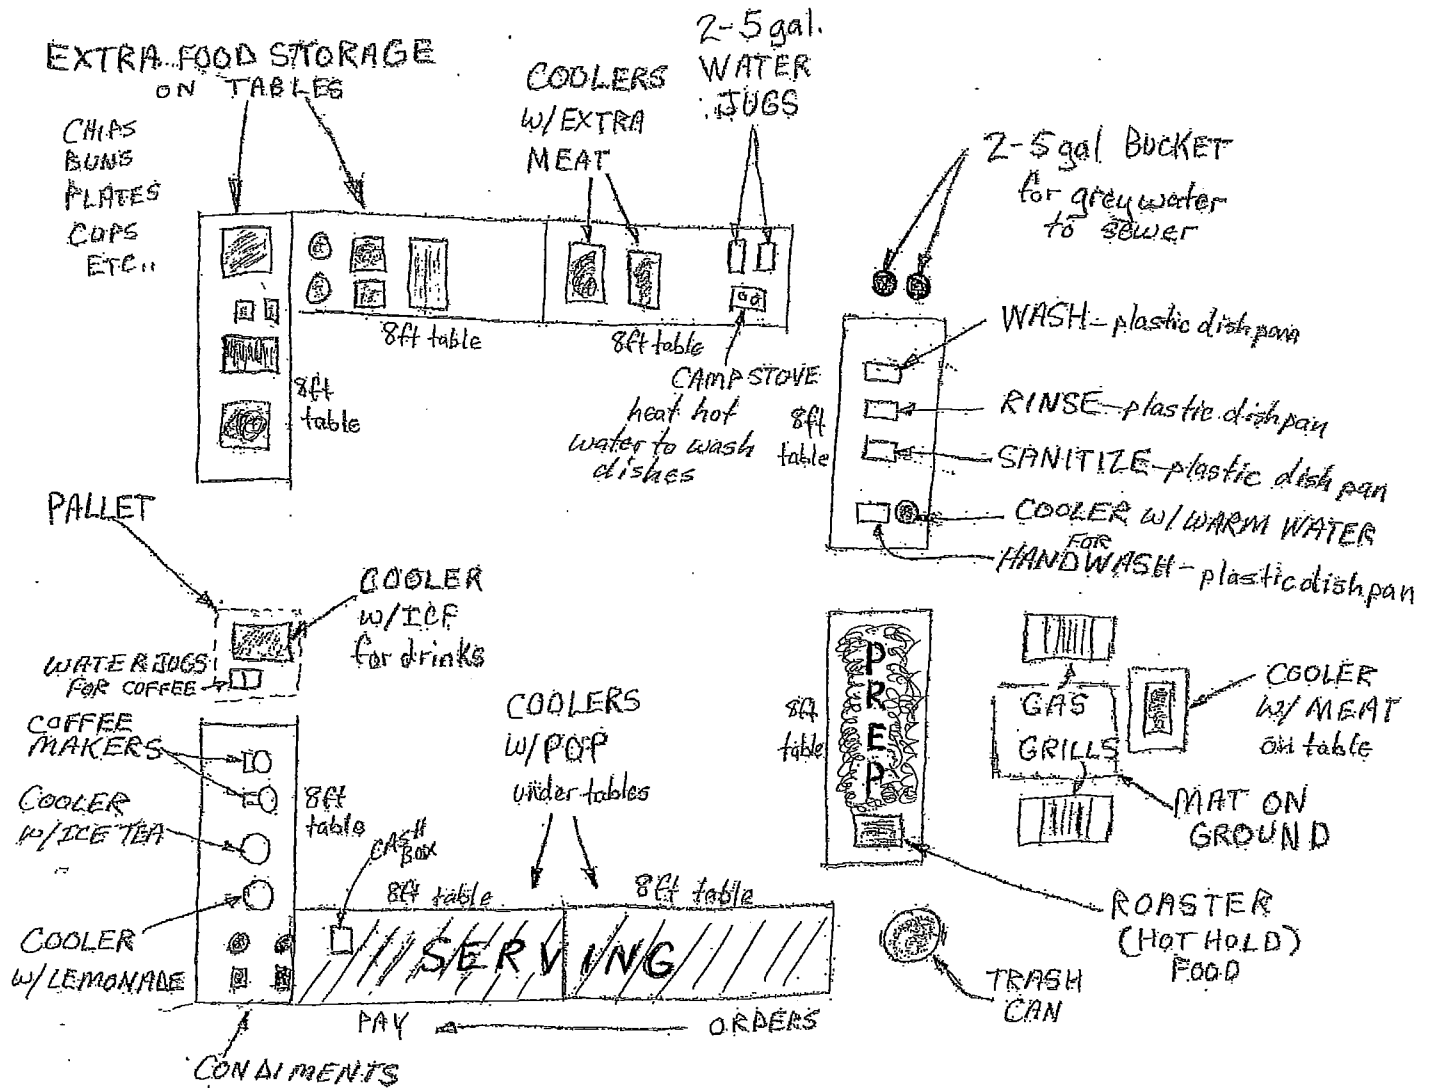 EXTRA FOOD STORAGE
ON TABLES
CHIPS
BUNS
PLATES
CUPS
ETC..
COOLERS
W/EXTRA
MEAT
2-5 gal.
WATER
JUGS
2-5 gal BUCKET
for greywater
to sewer
8ft table
8ft table
8ft
table
CAMP STOVE
heat hot
water to wash
dishes
WASH-plastic dish pan
RINSE-plastic dish pan
SANITIZE-plastic dish pan
8ft
table
COOLER W/WARM WATER
FOR
HANDWASH-plastic dish pan
PALLET
COOLER
W/ICE
for drinks
WATER JUGS
FOR COFFEE
COFFEE
MAKERS
COOLER
W/ICE TEA
COOLER
W/LEMONADE
8ft
table
CASH
BOX
COOLERS
W/POP
under tables
8ft table
8ft table
SERVING
PAY
ORDERS
CONDIMENTS
8ft
table
PREP
GAS
GRILLS
COOLER
W/MEAT
on table
MAT ON
GROUND
ROASTER
(HOT HOLD)
FOOD
TRASH
CAN